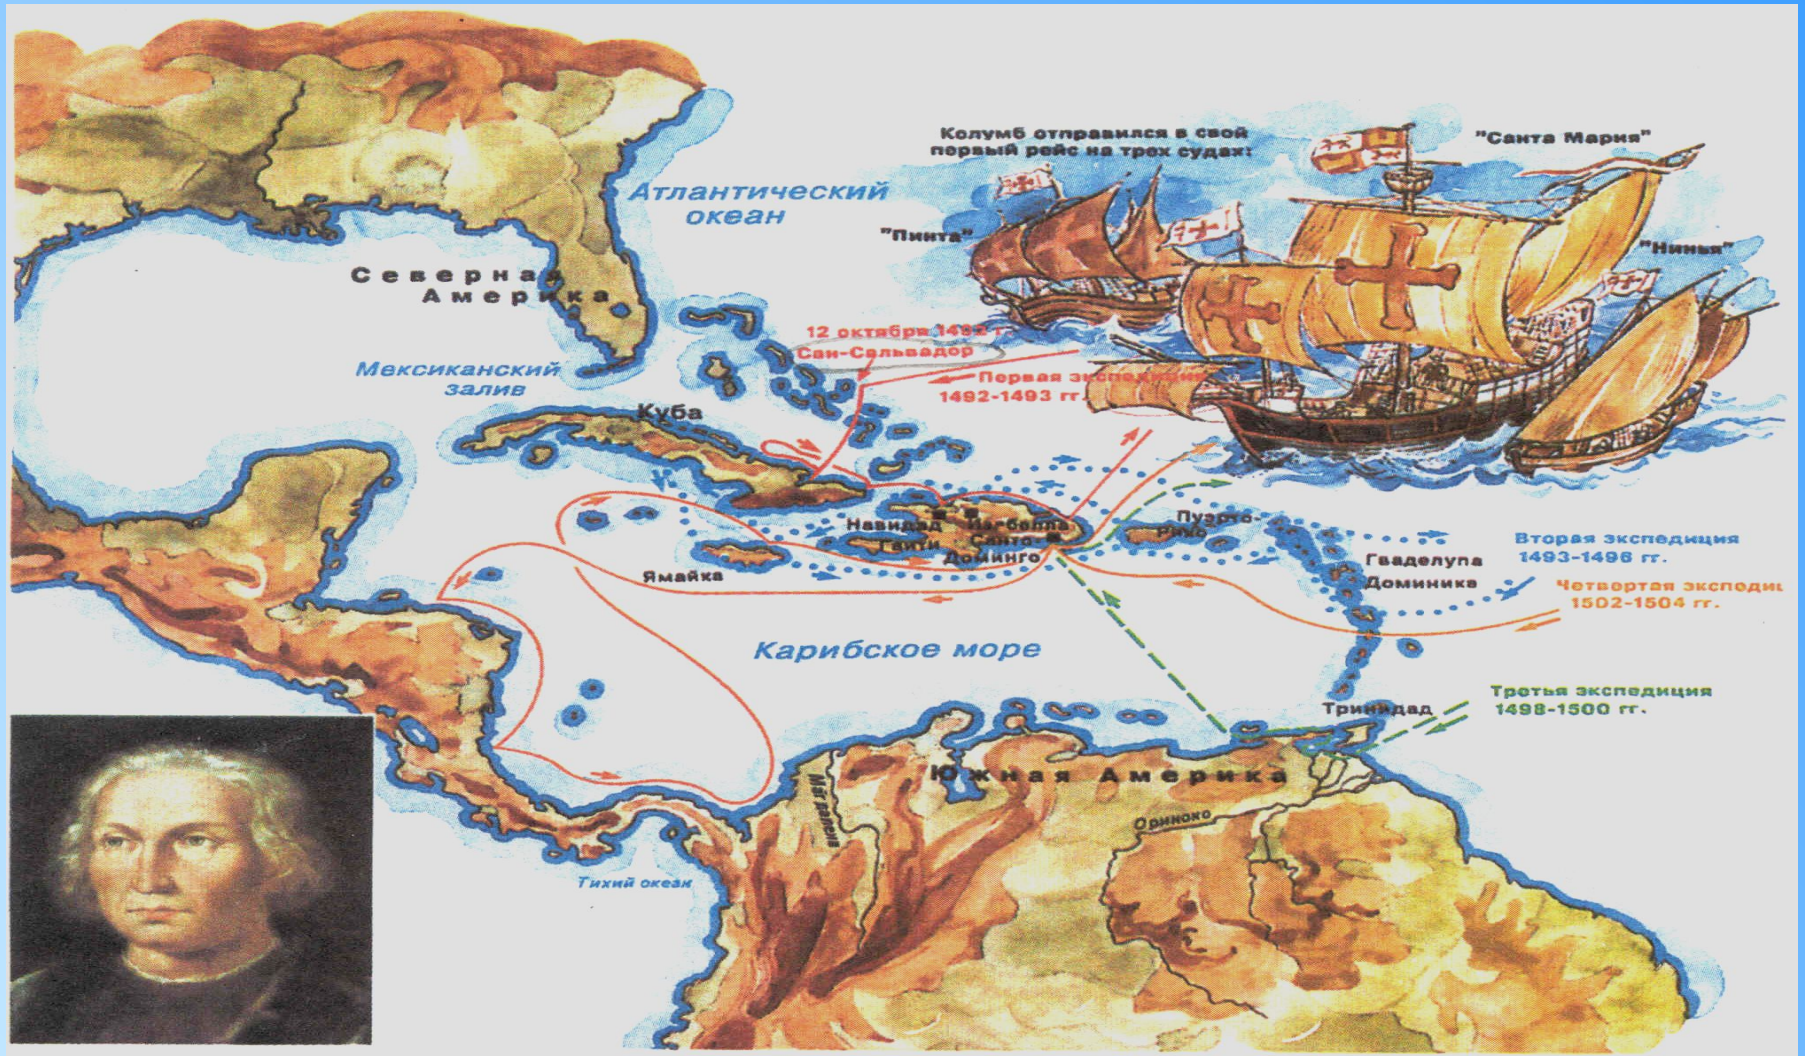 Колумб отправился в свой
первый рейс на трех судах:
"Санта Мария"
"Пинта"
"Нинья"
Атлантический
океан
Северная
Америка
12 октября 1492 г.
Сан-Сальвадор
Мексиканский
залив
Первая экспедиция
1492-1493 гг.
Куба
Навидад
Изабелла
Гаити
Санто-
Доминго
Пуэрто-
Рико
Ямайка
Гваделупа
Доминика
Вторая экспедиция
1493-1496 гг.
Четвертая экспедиц
1502-1504 гг.
Карибское море
Третья экспедиция
1498-1500 гг.
Тринидад
Южная Америка
Магдалена
Ориноко
Тихий океан